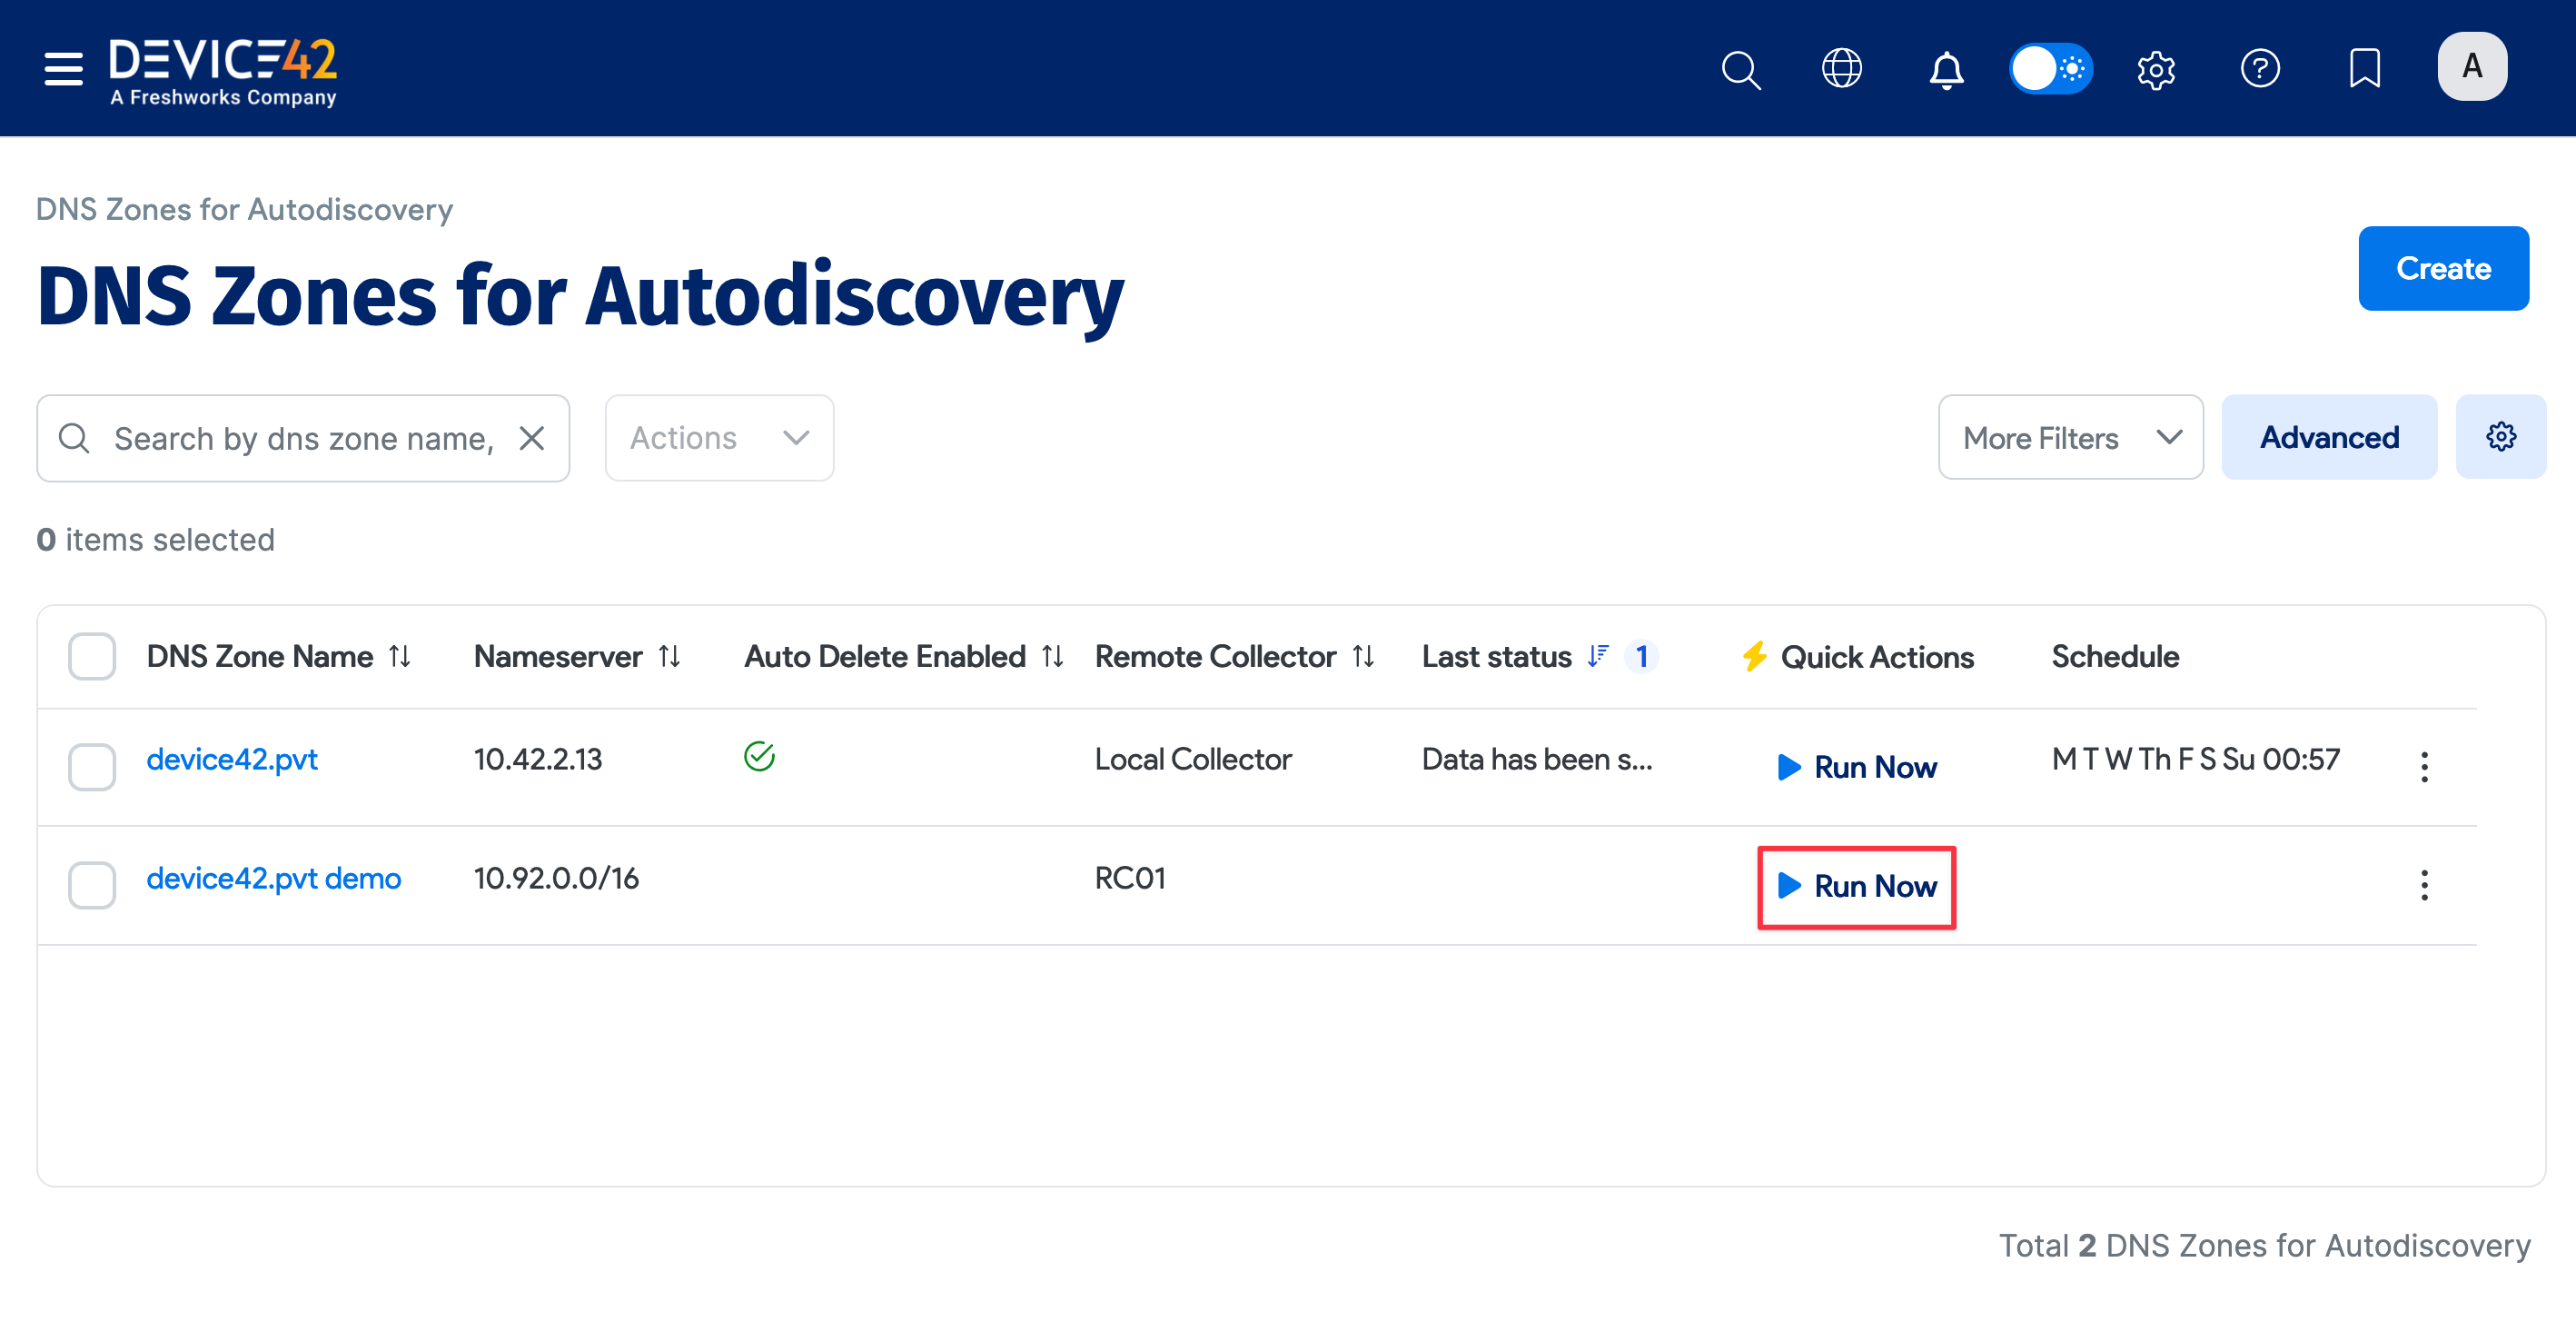 DEVICE42
A Freshworks Company
A
DNS Zones for Autodiscovery
DNS Zones for Autodiscovery
Create
Search by dns zone name,
Actions
More Filters
Advanced
0 items selected
DNS Zone Name Nameserver Auto Delete Enabled Remote Collector Last status 1 Quick Actions Schedule
device42.pvt 10.42.2.13 Local Collector Data has been s... Run Now M T W Th F S Su 00:57
device42.pvt demo 10.92.0.0/16 RC01 Run Now
Total 2 DNS Zones for Autodiscovery